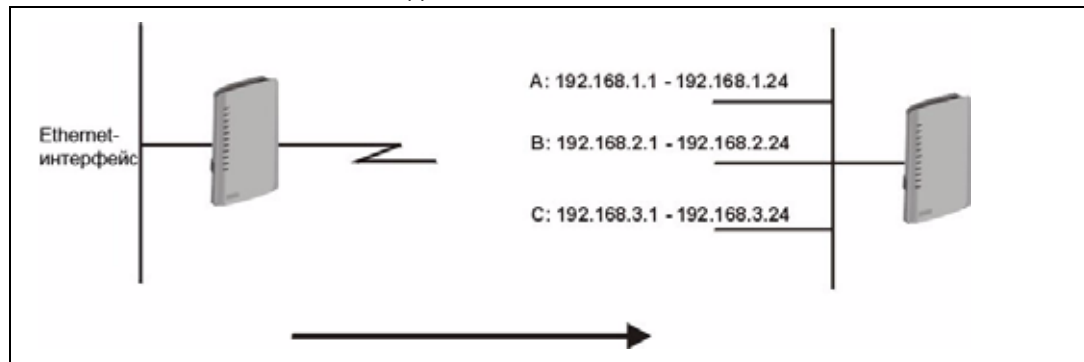 Ethernet-
интерфейс
A: 192.168.1.1 - 192.168.1.24
B: 192.168.2.1 - 192.168.2.24
C: 192.168.3.1 - 192.168.3.24